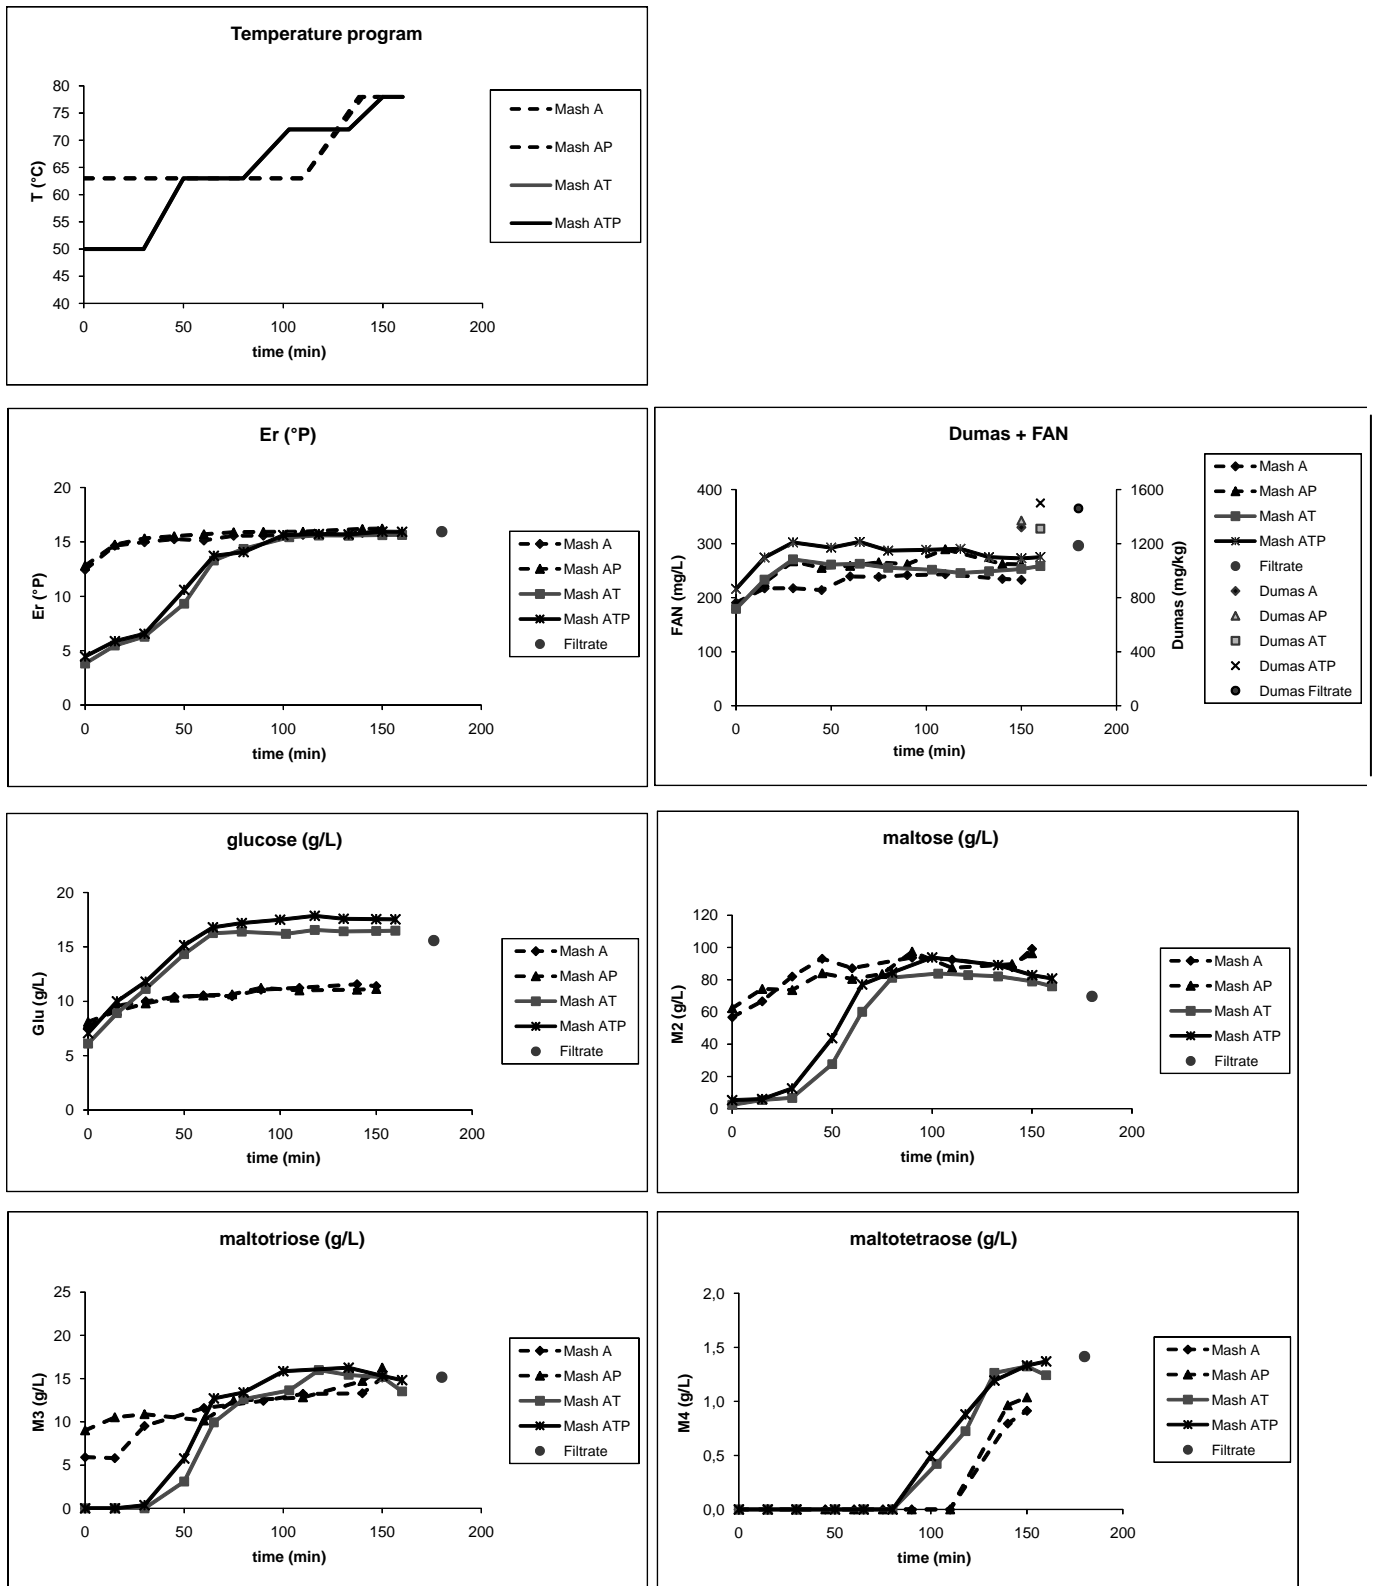 Temperature program
80
75
70
65
60
55
50
45
40
T (°C)
0 50 100 150 200
time (min)
Mash A
Mash AP
Mash AT
Mash ATP
Er (°P)
20
15
10
5
0
Er (°P)
0 50 100 150 200
time (min)
Mash A
Mash AP
Mash AT
Mash ATP
Filtrate
Dumas + FAN
400
300
200
100
0
FAN (mg/L)
1600
1200
800
400
0
Dumas (mg/kg)
0 50 100 150 200
time (min)
Mash A
Mash AP
Mash AT
Mash ATP
Filtrate
Dumas A
Dumas AP
Dumas AT
Dumas ATP
Dumas Filtrate
glucose (g/L)
20
15
10
5
0
Glu (g/L)
0 50 100 150 200
time (min)
Mash A
Mash AP
Mash AT
Mash ATP
Filtrate
maltose (g/L)
120
100
80
60
40
20
0
M2 (g/L)
0 50 100 150 200
time (min)
Mash A
Mash AP
Mash AT
Mash ATP
Filtrate
maltotriose (g/L)
25
20
15
10
5
0
M3 (g/L)
0 50 100 150 200
time (min)
Mash A
Mash AP
Mash AT
Mash ATP
Filtrate
maltotetraose (g/L)
2,0
1,5
1,0
0,5
0,0
M4 (g/L)
0 50 100 150 200
time (min)
Mash A
Mash AP
Mash AT
Mash ATP
Filtrate